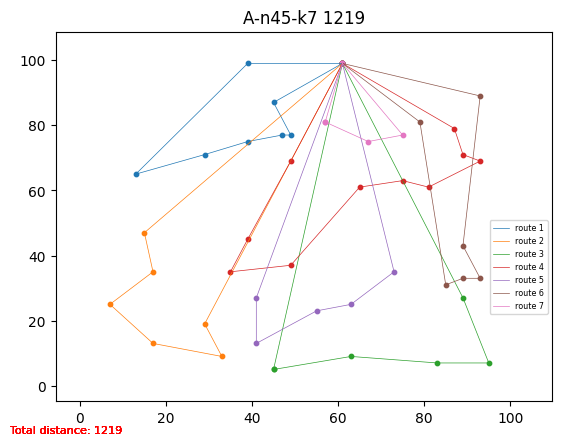 A-n45-k7 1219
100
80
60
40
20
0
0 20 40 60 80 100
route 1
route 2
route 3
route 4
route 5
route 6
route 7
Total distance: 1219